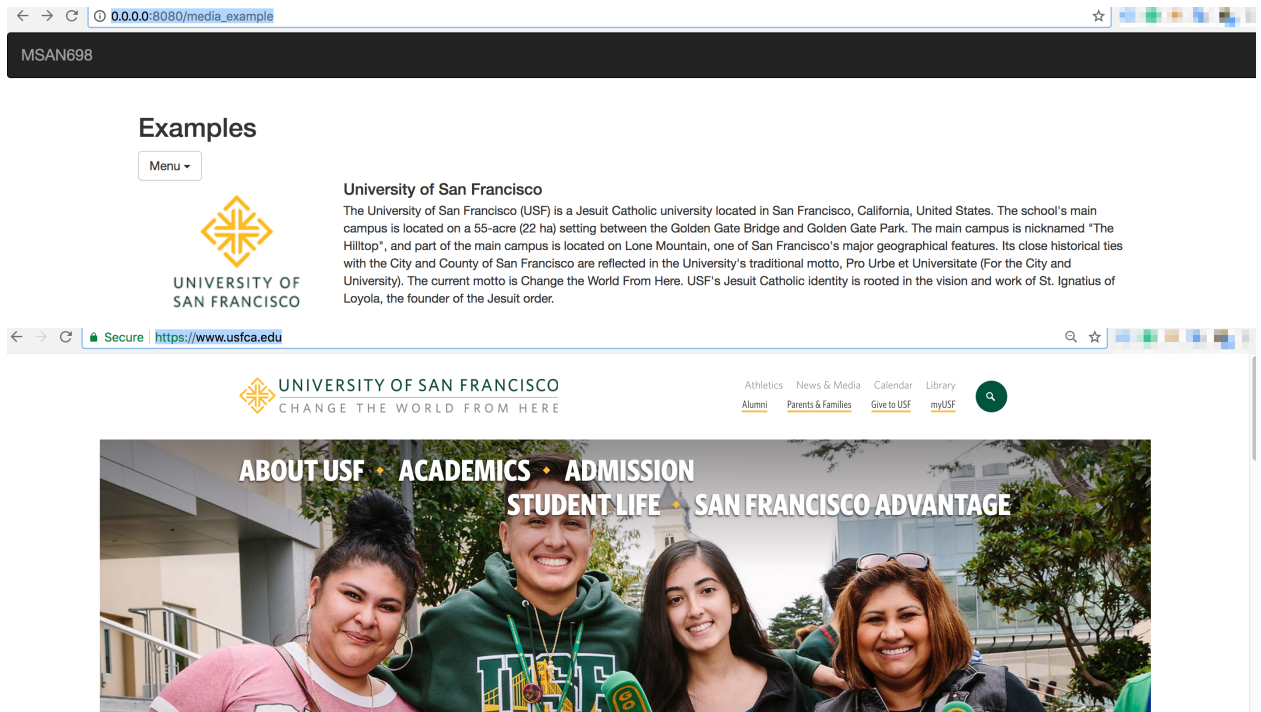 0.0.0.0:8080/media_example
MSAN698
Examples
Menu
UNIVERSITY OF
SAN FRANCISCO
University of San Francisco
The University of San Francisco (USF) is a Jesuit Catholic university located in San Francisco, California, United States. The school's main
campus is located on a 55-acre (22 ha) setting between the Golden Gate Bridge and Golden Gate Park. The main campus is nicknamed "The
Hilltop", and part of the main campus is located on Lone Mountain, one of San Francisco's major geographical features. Its close historical ties
with the City and County of San Francisco are reflected in the University's traditional motto, Pro Urbe et Universitate (For the City and
University). The current motto is Change the World From Here. USF's Jesuit Catholic identity is rooted in the vision and work of St. Ignatius of
Loyola, the founder of the Jesuit order.
Secure https://www.usfca.edu
UNIVERSITY OF SAN FRANCISCO
CHANGE THE WORLD FROM HERE
Athletics News & Media Calendar Library
Alumni Parents & Families Give to USF myUSF
ABOUT USF ACADEMICS ADMISSION
STUDENT LIFE SAN FRANCISCO ADVANTAGE
USF